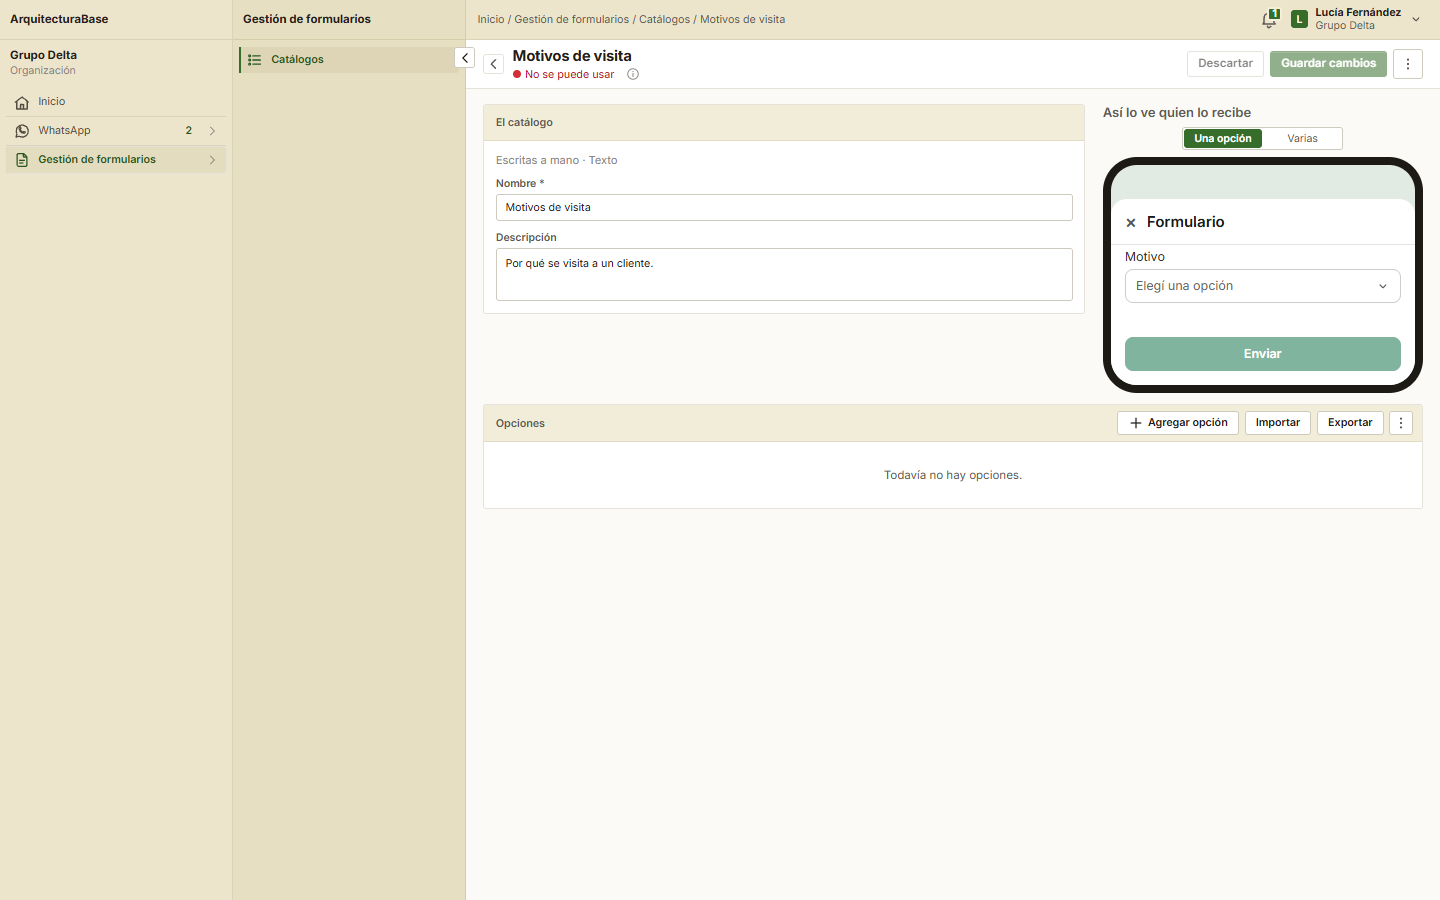 ArquitecturaBase
Gestión de formularios
Inicio / Gestión de formularios / Catálogos / Motivos de visita
1
L
Lucía Fernández
Grupo Delta
Grupo Delta
Organización
Inicio
WhatsApp 2
Gestión de formularios
Catálogos
Motivos de visita
No se puede usar
Descartar
Guardar cambios
El catálogo
Escritas a mano · Texto
Nombre *
Motivos de visita
Descripción
Por qué se visita a un cliente.
Así lo ve quien lo recibe
Una opción
Varias
Formulario
Motivo
Elegí una opción
Enviar
Opciones
Agregar opción
Importar
Exportar
Todavía no hay opciones.